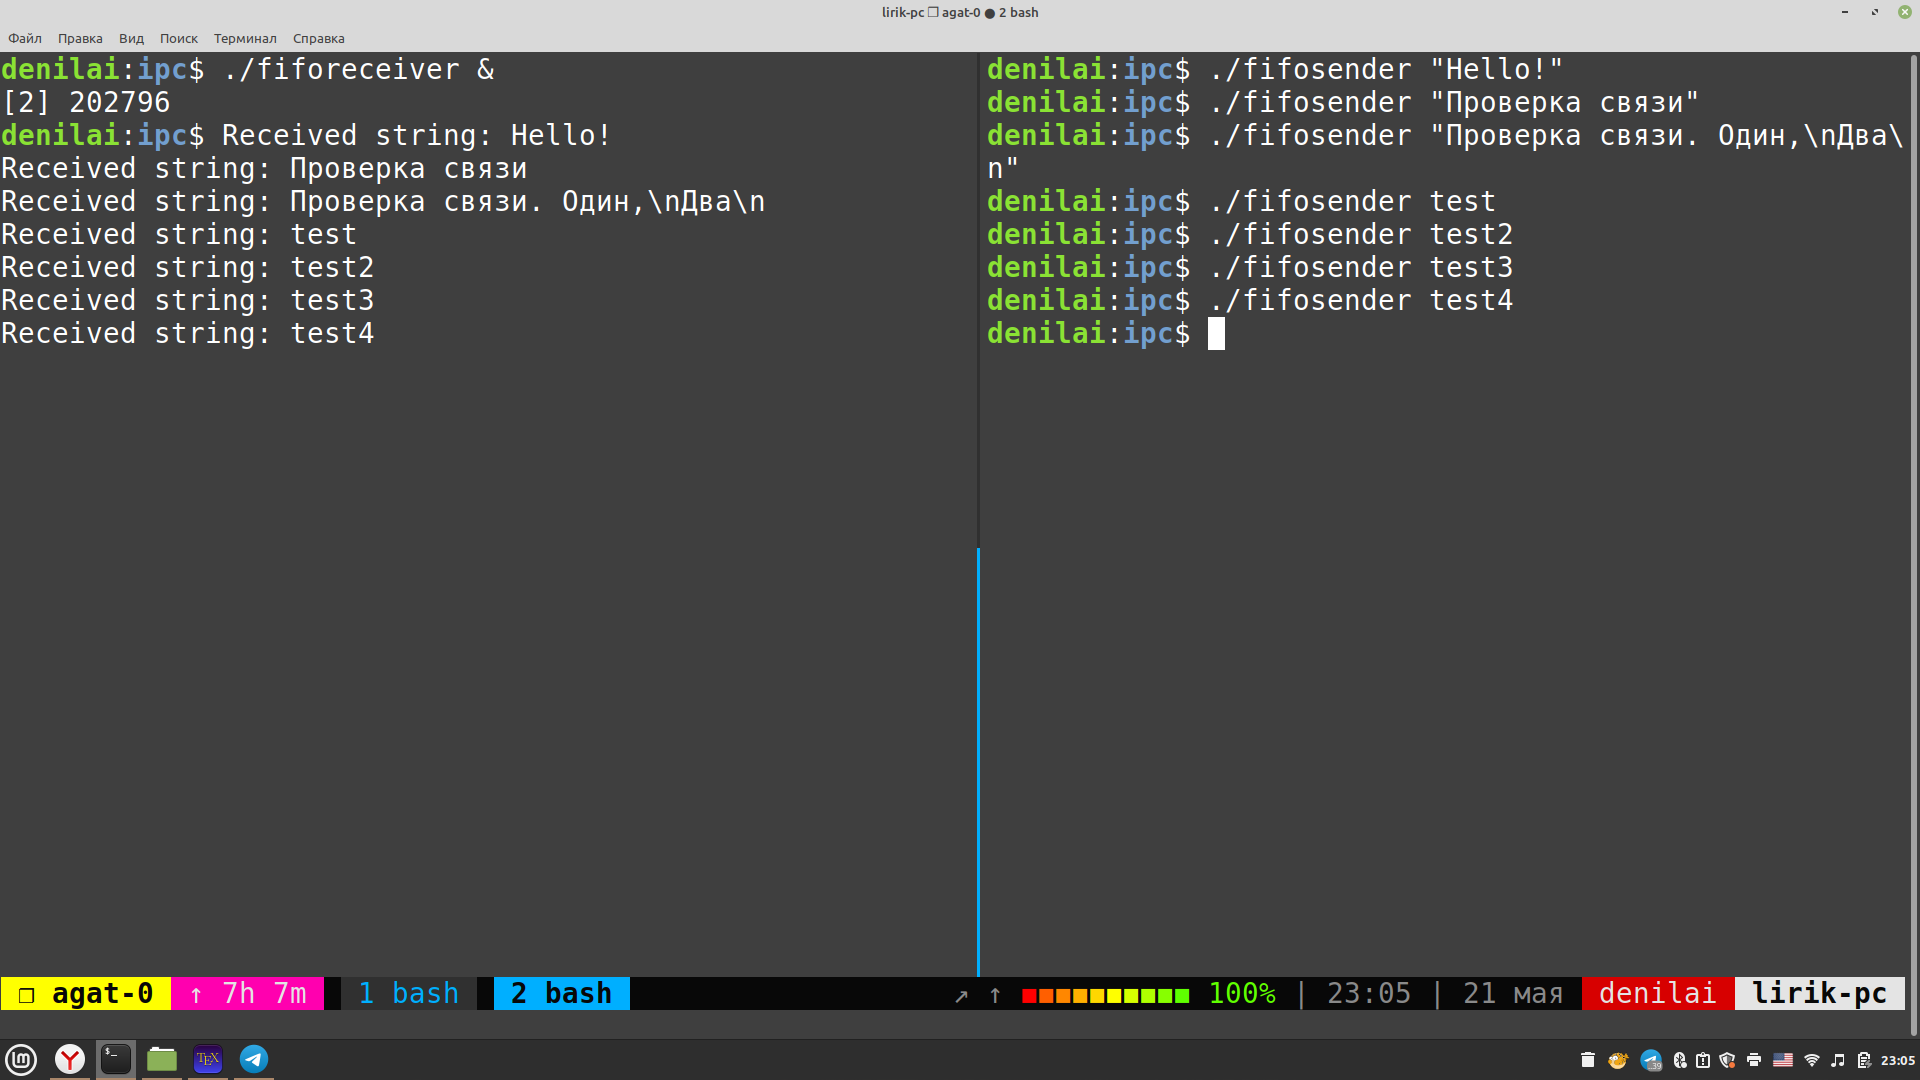 lirik-pc ❐ agat-0 ● 2 bash
Файл Правка Вид Поиск Терминал Справка
denilai:ipc$ ./fiforeceiver &
[2] 202796
denilai:ipc$ Received string: Hello!
Received string: Проверка связи
Received string: Проверка связи. Один,\nДва\n
Received string: test
Received string: test2
Received string: test3
Received string: test4
denilai:ipc$ ./fifosender "Hello!"
denilai:ipc$ ./fifosender "Проверка связи"
denilai:ipc$ ./fifosender "Проверка связи. Один,\nДва\
n"
denilai:ipc$ ./fifosender test
denilai:ipc$ ./fifosender test2
denilai:ipc$ ./fifosender test3
denilai:ipc$ ./fifosender test4
denilai:ipc$
❐ agat-0 ↑ 7h 7m 1 bash 2 bash ↗ ↑ 100% | 23:05 | 21 мая denilai lirik-pc
$_ TEX 23:05